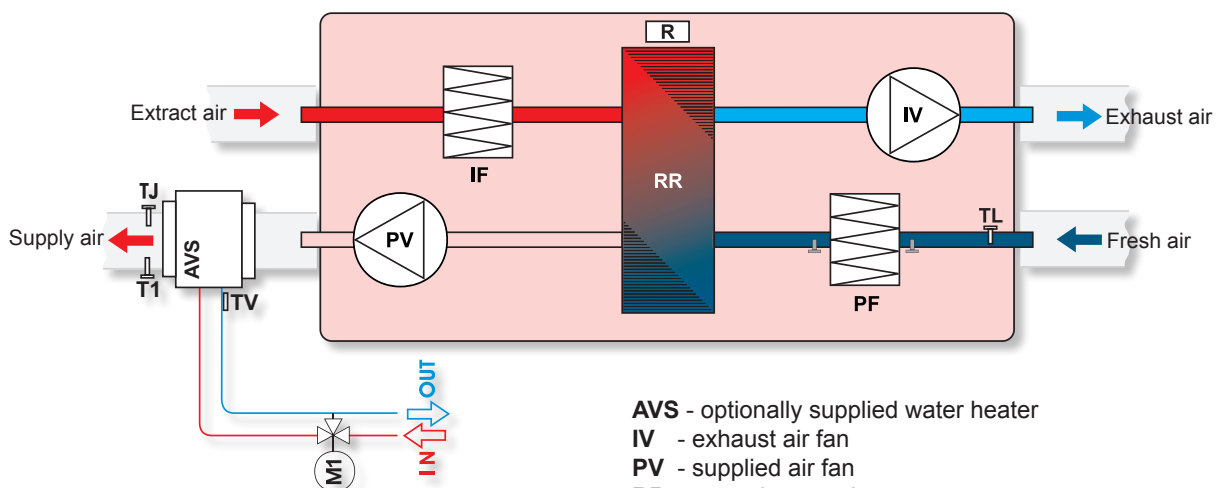 R
Extract air
IF
IV
Exhaust air
RR
TJ
TL
Supply air
AVS
PV
Fresh air
T1
TV
PF
OUT
IN
M1
AVS - optionally supplied water heater
IV - exhaust air fan
PV - supplied air fan